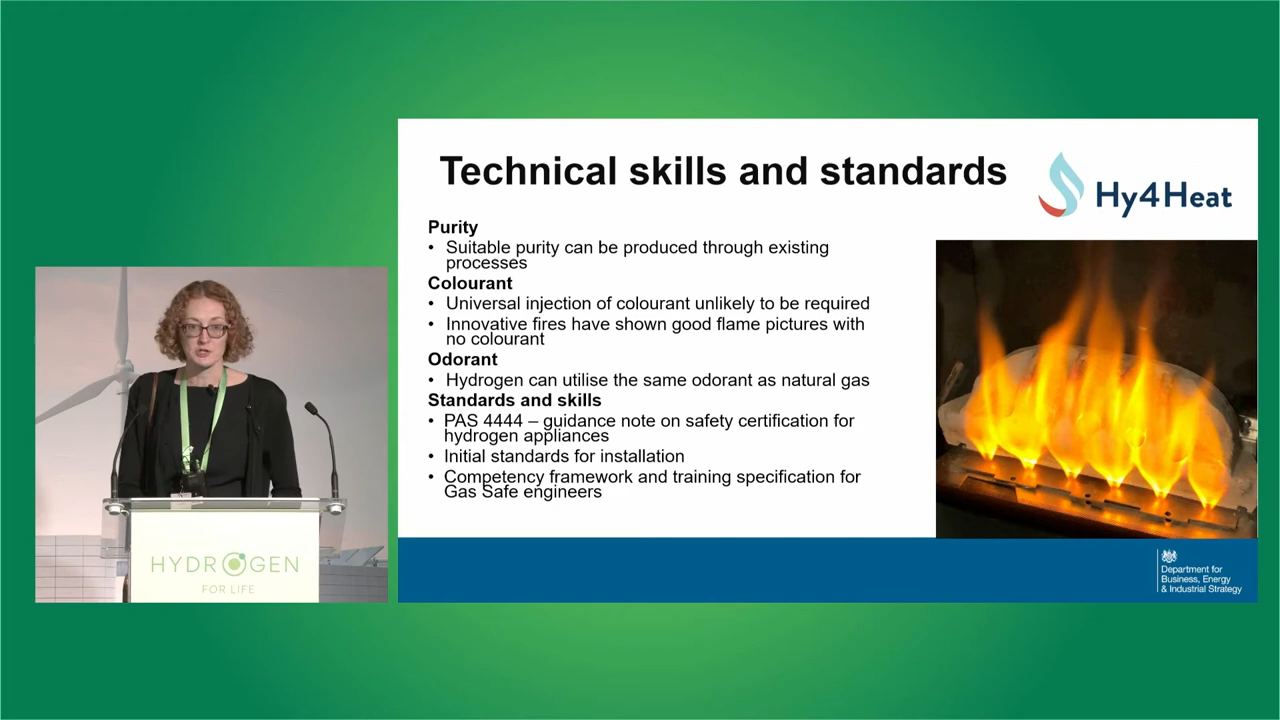 Technical skills and standards
Hy4Heat
Purity
• Suitable purity can be produced through existing
processes
Colourant
• Universal injection of colourant unlikely to be required
• Innovative fires have shown good flame pictures with
no colourant
Odorant
• Hydrogen can utilise the same odorant as natural gas
Standards and skills
• PAS 4444 – guidance note on safety certification for
hydrogen appliances
• Initial standards for installation
• Competency framework and training specification for
Gas Safe engineers
Department for
Business, Energy
& Industrial Strategy
HYDROGEN
FOR LIFE